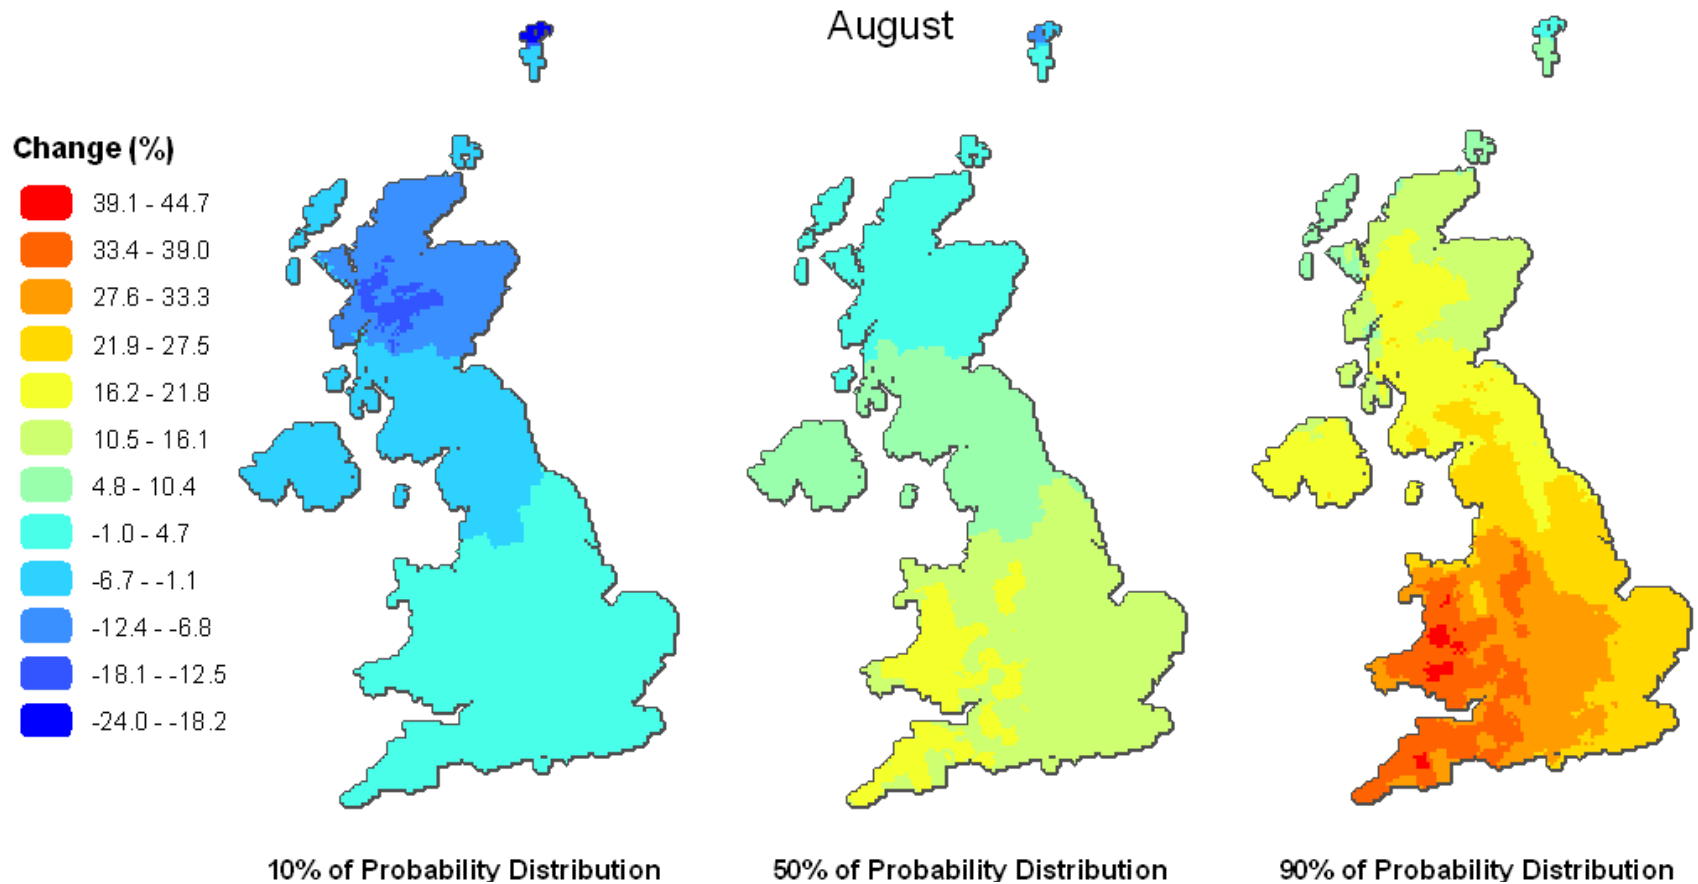 August
Change (%)
39.1 - 44.7
33.4 - 39.0
27.6 - 33.3
21.9 - 27.5
16.2 - 21.8
10.5 - 16.1
4.8 - 10.4
-1.0 - 4.7
-6.7 - -1.1
-12.4 - -6.8
-18.1 - -12.5
-24.0 - -18.2
10% of Probability Distribution
50% of Probability Distribution
90% of Probability Distribution